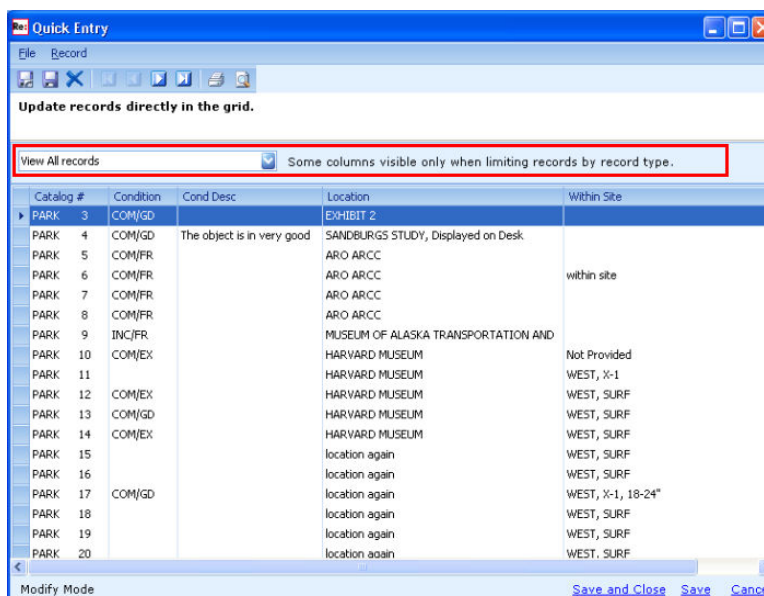 Re: Quick Entry
File Record
Update records directly in the grid.
View All records Some columns visible only when limiting records by record type.
Catalog # Condition Cond Desc Location Within Site
PARK 3 COM/GD EXHIBIT 2
PARK 4 COM/GD The object is in very good SANDBURGS STUDY, Displayed on Desk
PARK 5 COM/FR ARO ARCC
PARK 6 COM/FR ARO ARCC within site
PARK 7 COM/FR ARO ARCC
PARK 8 COM/FR ARO ARCC
PARK 9 INC/FR MUSEUM OF ALASKA TRANSPORTATION AND
PARK 10 COM/EX HARVARD MUSEUM Not Provided
PARK 11 HARVARD MUSEUM WEST, X-1
PARK 12 COM/EX HARVARD MUSEUM WEST, SURF
PARK 13 COM/GD HARVARD MUSEUM WEST, SURF
PARK 14 COM/EX HARVARD MUSEUM WEST, SURF
PARK 15 location again WEST, SURF
PARK 16 location again WEST, SURF
PARK 17 COM/GD location again WEST, X-1, 18-24"
PARK 18 location again WEST, SURF
PARK 19 location again WEST, SURF
PARK 20 location again WEST, SURF
Modify Mode Save and Close Save Cance